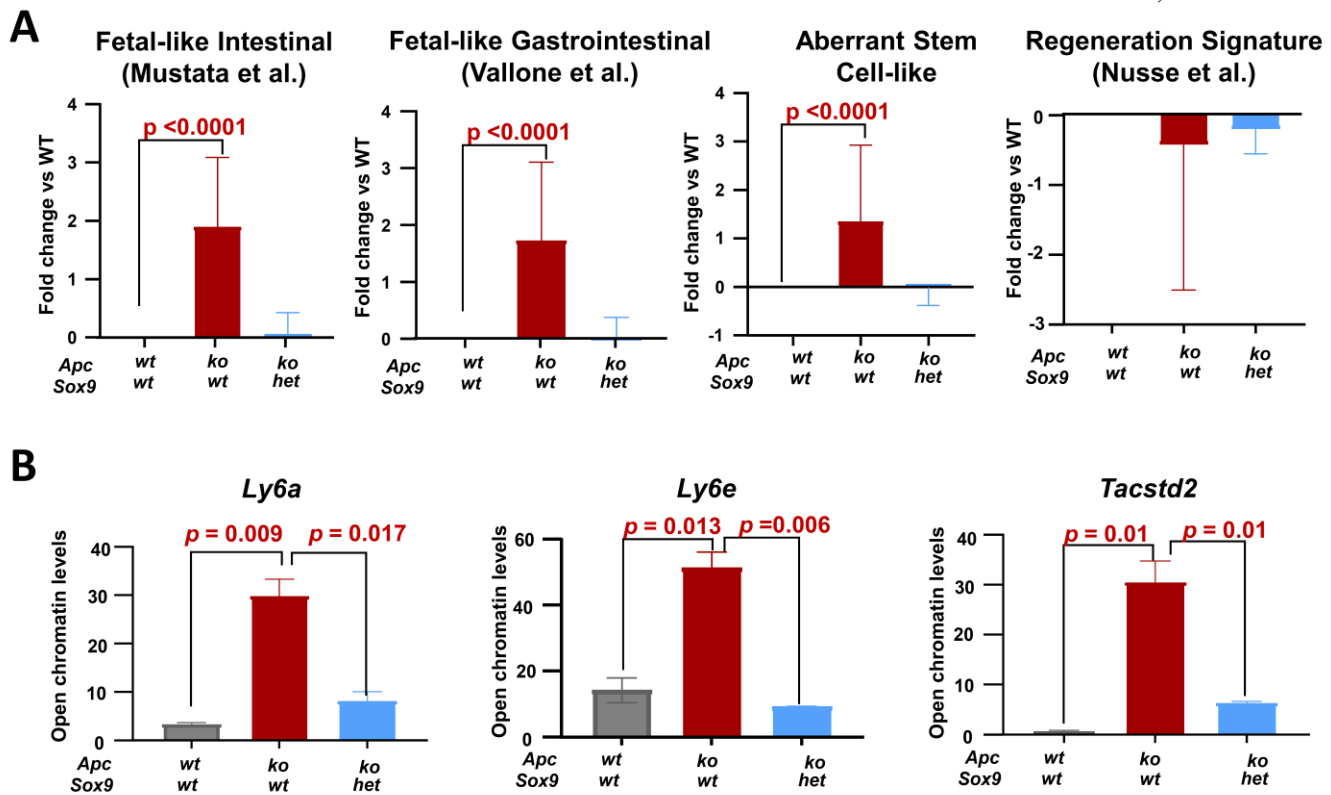 A
Fetal-like Intestinal
(Mustata et al.)
Fold change vs WT
4
3
2
1
0
p <0.0001
Apc wt ko ko
Sox9 wt wt het
Fetal-like Gastrointestinal
(Vallone et al.)
Fold change vs WT
4
3
2
1
0
p <0.0001
Apc wt ko ko
Sox9 wt wt het
Aberrant Stem
Cell-like
Fold change vs WT
4
3
2
1
0
-1
p <0.0001
Apc wt ko ko
Sox9 wt wt het
Regeneration Signature
(Nusse et al.)
Fold change vs WT
0
-1
-2
-3
Apc wt ko ko
Sox9 wt wt het
B
Ly6a
Open chromatin levels
40
30
20
10
0
p = 0.009 p = 0.017
Apc wt ko ko
Sox9 wt wt het
Ly6e
Open chromatin levels
60
40
20
0
p = 0.013 p =0.006
Apc wt ko ko
Sox9 wt wt het
Tacstd2
Open chromatin levels
40
30
20
10
0
p = 0.01 p = 0.01
Apc wt ko ko
Sox9 wt wt het